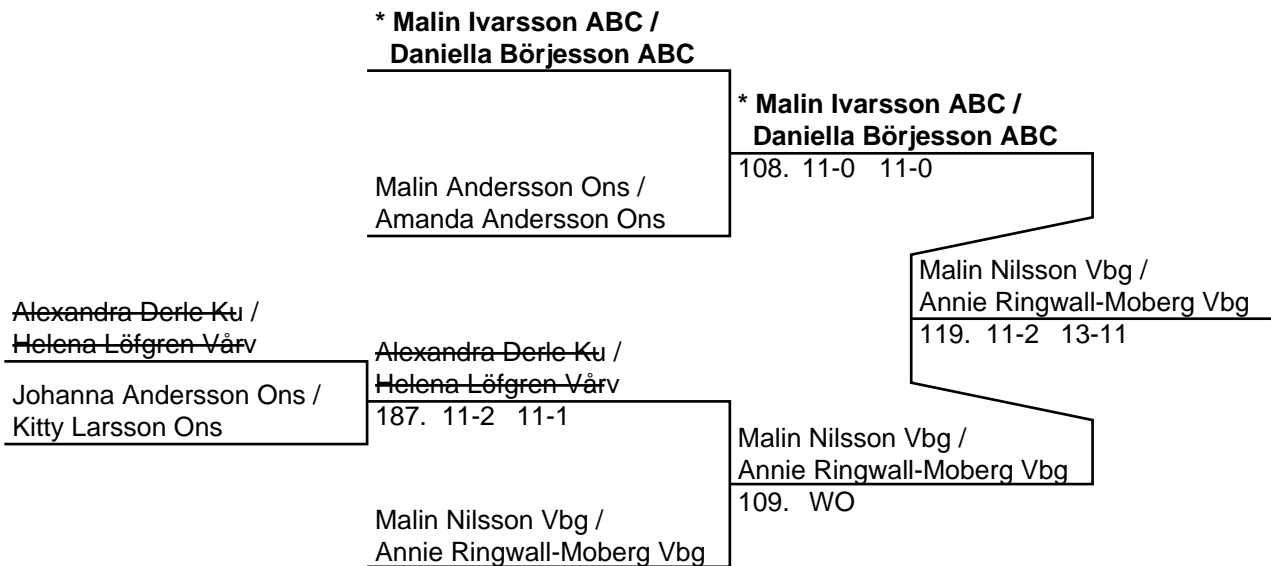 * Malin Ivarsson ABC /
Daniella Börjesson ABC
* Malin Ivarsson ABC /
Daniella Börjesson ABC
108. 11-0 11-0
Malin Andersson Ons /
Amanda Andersson Ons
Malin Nilsson Vbg /
Annie Ringwall-Moberg Vbg
119. 11-2 13-11
Alexandra Derle Ku /
Helena Löfgren Vårv
Alexandra Derle Ku /
Helena Löfgren Vårv
187. 11-2 11-1
Johanna Andersson Ons /
Kitty Larsson Ons
Malin Nilsson Vbg /
Annie Ringwall-Moberg Vbg
109. WO
Malin Nilsson Vbg /
Annie Ringwall-Moberg Vbg